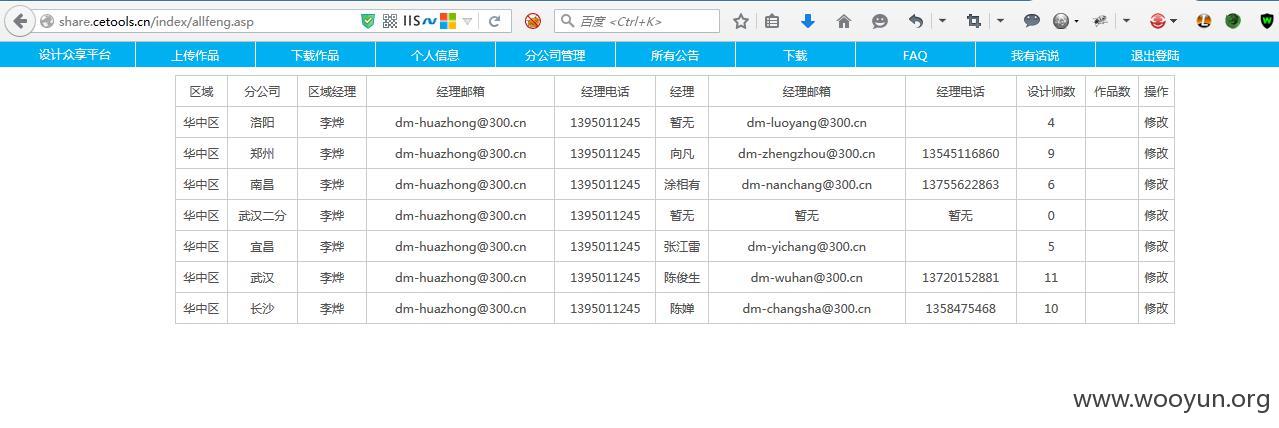 share.cetools.cn/index/allfeng.asp
IIS
百度 <Ctrl+K>
设计众享平台 上传作品 下载作品 个人信息 分公司管理 所有公告 下载 FAQ 我有话说 退出登陆
区域 分公司 区域经理 经理邮箱 经理电话 经理 经理邮箱 经理电话 设计师数 作品数 操作
华中区 洛阳 李烨 dm-huazhong@300.cn 1395011245 暂无 dm-luoyang@300.cn 4 修改
华中区 郑州 李烨 dm-huazhong@300.cn 1395011245 向凡 dm-zhengzhou@300.cn 13545116860 9 修改
华中区 南昌 李烨 dm-huazhong@300.cn 1395011245 涂相有 dm-nanchang@300.cn 13755622863 6 修改
华中区 武汉二分 李烨 dm-huazhong@300.cn 1395011245 暂无 暂无 暂无 0 修改
华中区 宜昌 李烨 dm-huazhong@300.cn 1395011245 张江雷 dm-yichang@300.cn 5 修改
华中区 武汉 李烨 dm-huazhong@300.cn 1395011245 陈俊生 dm-wuhan@300.cn 13720152881 11 修改
华中区 长沙 李烨 dm-huazhong@300.cn 1395011245 陈婵 dm-changsha@300.cn 1358475468 10 修改
www.wooyun.org